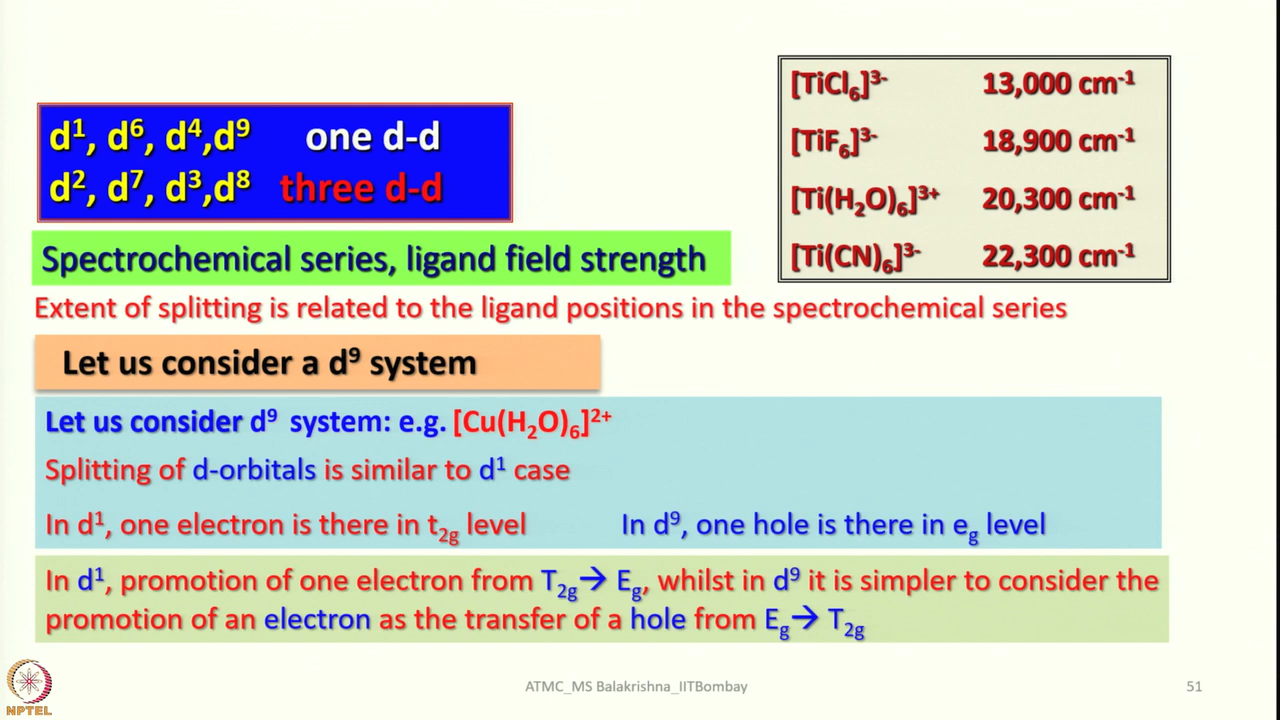 d¹, d⁶, d⁴,d⁹ one d-d
d², d⁷, d³,d⁸ three d-d
[TiCl₆]³⁻ 13,000 cm⁻¹
[TiF₆]³⁻ 18,900 cm⁻¹
[Ti(H₂O)₆]³⁺ 20,300 cm⁻¹
[Ti(CN)₆]³⁻ 22,300 cm⁻¹
Spectrochemical series, ligand field strength
Extent of splitting is related to the ligand positions in the spectrochemical series
Let us consider a d⁹ system
Let us consider d⁹ system: e.g. [Cu(H₂O)₆]²⁺
Splitting of d-orbitals is similar to d¹ case
In d¹, one electron is there in t₂g level In d⁹, one hole is there in eg level
In d¹, promotion of one electron from T₂g→ Eg, whilst in d⁹ it is simpler to consider the
promotion of an electron as the transfer of a hole from Eg→ T₂g
NPTEL
ATMC_MS Balakrishna_IITBombay
51